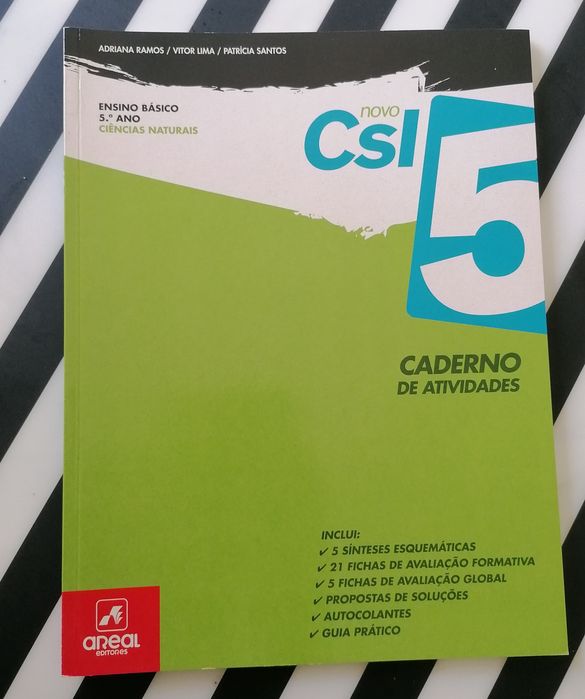 ADRIANA RAMOS / VITOR LIMA / PATRÍCIA SANTOS
ENSINO BÁSICO
5.º ANO
CIÊNCIAS NATURAIS
novo
CSI 5
CADERNO
DE ATIVIDADES
INCLUI:
✓ 5 SÍNTESES ESQUEMÁTICAS
✓ 21 FICHAS DE AVALIAÇÃO FORMATIVA
✓ 5 FICHAS DE AVALIAÇÃO GLOBAL
✓ PROPOSTAS DE SOLUÇÕES
✓ AUTOCOLANTES
✓ GUIA PRÁTICO
AREAL
EDITORES